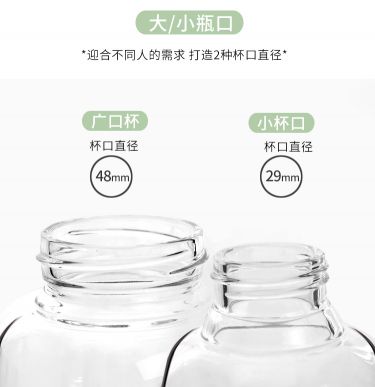 大/小瓶口
*迎合不同人的需求 打造2种杯口直径*
广口杯
杯口直径
48mm
小杯口
杯口直径
29mm